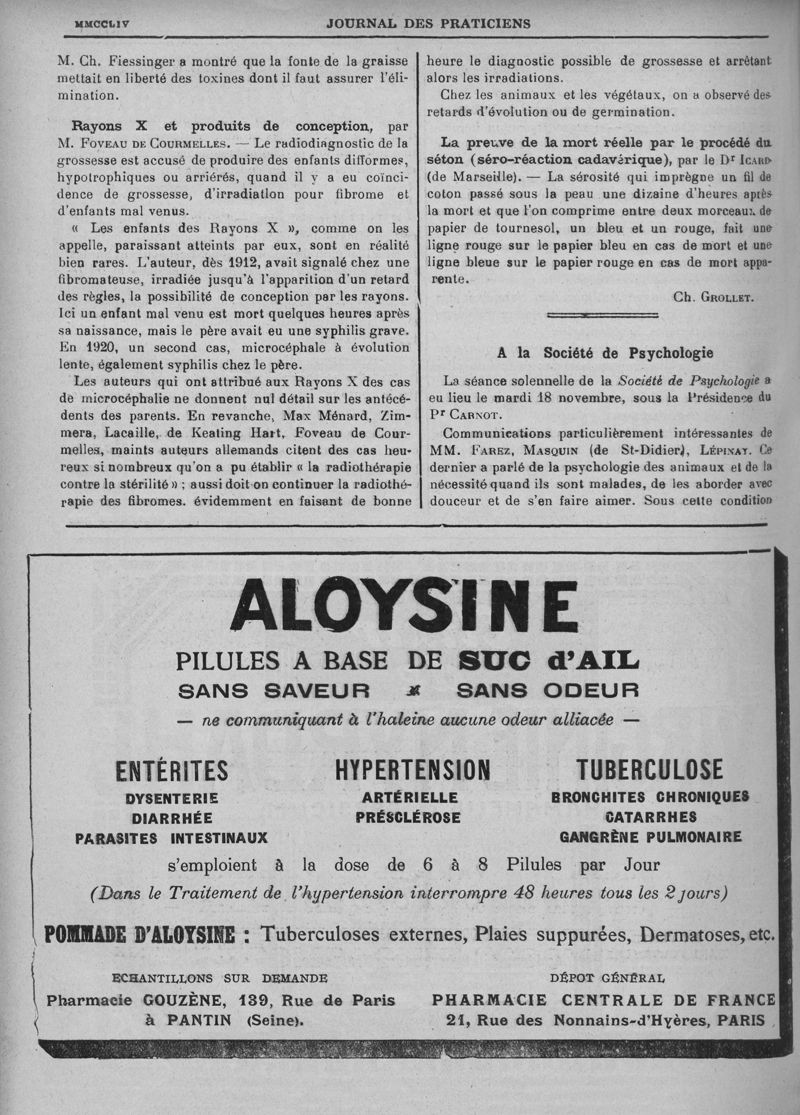 MMCCLIV
JOURNAL DES PRATICIENS
M. Ch. Fiessinger a montré que la fonte de la graisse
mettait en liberté des toxines dont il faut assurer l'éli-
mination.
Rayons X et produits de conception, par
M. FOVEAU DE COURMELLES. — Le radiodiagnostic de la
grossesse est accusé de produire des enfants difformes,
hypotrophiques ou arriérés, quand il y a eu coïnci-
dence de grossesse, d'irradiation pour fibrome et
d'enfants mal venus.
« Les enfants des Rayons X », comme on les
appelle, paraissant atteints par eux, sont en réalité
bien rares. L'auteur, dès 1912, avait signalé chez une
fibromateuse, irradiée jusqu'à l'apparition d'un retard
des règles, la possibilité de conception par les rayons.
Ici un enfant mal venu est mort quelques heures après
sa naissance, mais le père avait eu une syphilis grave.
En 1920, un second cas, microcéphale à évolution
lente, également syphilis chez le père.
Les auteurs qui ont attribué aux Rayons X des cas
de microcéphalie ne donnent nul détail sur les antécé-
dents des parents. En revanche, Max Ménard, Zim-
mera, Lacaille, de Keating Hart, Foveau de Cour-
melles, maints auteurs allemands citent des cas heu-
reux si nombreux qu'on a pu établir « la radiothérapie
contre la stérilité » ; aussi doit on continuer la radiothé-
rapie des fibromes. évidemment en faisant de bonne
heure le diagnostic possible de grossesse et arrêtant
alors les irradiations.
Chez les animaux et les végétaux, on a observé des
retards d'évolution ou de germination.
La preuve de la mort réelle par le procédé du
séton (séro-réaction cadavérique), par le Dr ICARD
(de Marseille). — La sérosité qui imprègne un fil de
coton passé sous la peau une dizaine d'heures après
la mort et que l'on comprime entre deux morceaux de
papier de tournesol, un bleu et un rouge, fait une
ligne rouge sur le papier bleu en cas de mort et une
ligne bleue sur le papier rouge en cas de mort appa-
rente.
Ch. GROLLET.
A la Société de Psychologie
La séance solennelle de la Société de Psychologie a
eu lieu le mardi 18 novembre, sous la Présidence du
Pr CARNOT.
Communications particulièrement intéressantes de
MM. FAREZ, MASQUIN (de St-Didier), LÉPINAY. Ce
dernier a parlé de la psychologie des animaux et de la
nécessité quand ils sont malades, de les aborder avec
douceur et de s'en faire aimer. Sous cette condition
ALOYSINE
PILULES A BASE DE SUC d'AIL
SANS SAVEUR × SANS ODEUR
— ne communiquant à l'haleine aucune odeur alliacée —
ENTÉRITES
DYSENTERIE
DIARRHÉE
PARASITES INTESTINAUX
HYPERTENSION
ARTÉRIELLE
PRÉSCLÉROSE
TUBERCULOSE
BRONCHITES CHRONIQUES
CATARRHES
GANGRÈNE PULMONAIRE
s'emploient à la dose de 6 à 8 Pilules par Jour
(Dans le Traitement de l'hypertension interrompre 48 heures tous les 2 jours)
POMMADE D'ALOYSINE : Tuberculoses externes, Plaies suppurées, Dermatoses, etc.
ECHANTILLONS SUR DEMANDE
Pharmacie GOUZÈNE, 139, Rue de Paris
à PANTIN (Seine).
DÉPOT GÉNÉRAL
PHARMACIE CENTRALE DE FRANCE
21, Rue des Nonnains-d'Hyères, PARIS